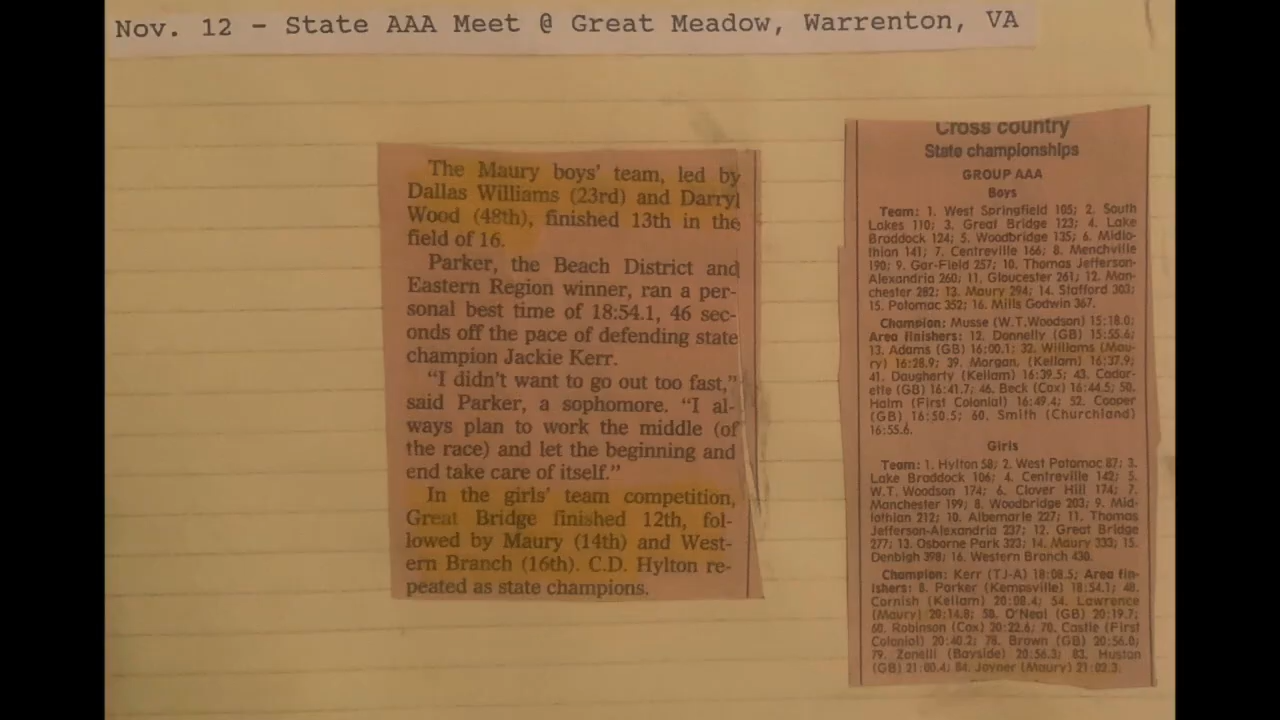 Nov. 12 - State AAA Meet @ Great Meadow, Warrenton, VA
The Maury boys' team, led by
Dallas Williams (23rd) and Darryl
Wood (48th), finished 13th in the
field of 16.
Parker, the Beach District and
Eastern Region winner, ran a per-
sonal best time of 18:54.1, 46 sec-
onds off the pace of defending state
champion Jackie Kerr.
"I didn't want to go out too fast,"
said Parker, a sophomore. "I al-
ways plan to work the middle (of
the race) and let the beginning and
end take care of itself."
In the girls' team competition,
Great Bridge finished 12th, fol-
lowed by Maury (14th) and West-
ern Branch (16th). C.D. Hylton re-
peated as state champions.
Cross country
State championships
GROUP AAA
Boys
Team: 1. West Springfield 105; 2. South
Lakes 110; 3. Great Bridge 123; 4. Lake
Braddock 124; 5. Woodbridge 135; 6. Midlo-
thian 141; 7. Centreville 166; 8. Menchville
190; 9. Gar-Field 257; 10. Thomas Jefferson-
Alexandria 260; 11. Gloucester 261; 12. Man-
chester 282; 13. Maury 294; 14. Stafford 303;
15. Potomac 352; 16. Mills Godwin 367.
Champion: Musse (W.T.Woodson) 15:18.0;
Area finishers: 12. Donnelly (GB) 15:55.6;
13. Adams (GB) 16:00.1; 32. Williams (Mau-
ry) 16:28.9; 39. Morgan, (Kellam) 16:37.9;
41. Daugherty (Kellam) 16:39.5; 43. Cador-
ette (GB) 16:41.7; 46. Beck (Cox) 16:44.5; 50.
Halm (First Colonial) 16:49.4; 52. Cooper
(GB) 16:50.5; 60. Smith (Churchland)
16:55.6.
Girls
Team: 1. Hylton 58; 2. West Potomac 87; 3.
Lake Braddock 106; 4. Centreville 142; 5.
W.T. Woodson 174; 6. Clover Hill 174; 7.
Manchester 199; 8. Woodbridge 203; 9. Mid-
lothian 212; 10. Albemarle 227; 11. Thomas
Jefferson-Alexandria 237; 12. Great Bridge
277; 13. Osborne Park 323; 14. Maury 333; 15.
Denbigh 398; 16. Western Branch 430.
Champion: Kerr (TJ-A) 18:08.5; Area fin-
ishers: 8. Parker (Kempsville) 18:54.1; 48.
Cornish (Kellam) 20:08.4; 54. Lawrence
(Maury) 20:14.8; 58. O'Neal (GB) 20:19.7;
60. Robinson (Cox) 20:22.6; 70. Castle (First
Colonial) 20:40.2; 78. Brown (GB) 20:56.0;
79. Zanelli (Bayside) 20:56.3; 83. Huston
(GB) 21:00.4; 84. Joyner (Maury) 21:02.3.